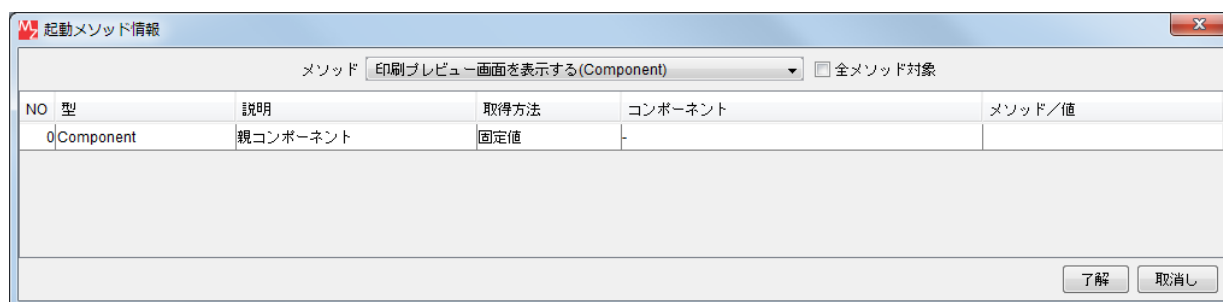 起動メソッド情報
メソッド 印刷プレビュー画面を表示する(Component) 全メソッド対象
NO 型 説明 取得方法 コンポーネント メソッド／値
0 Component 親コンポーネント 固定値 -
了解 取消し